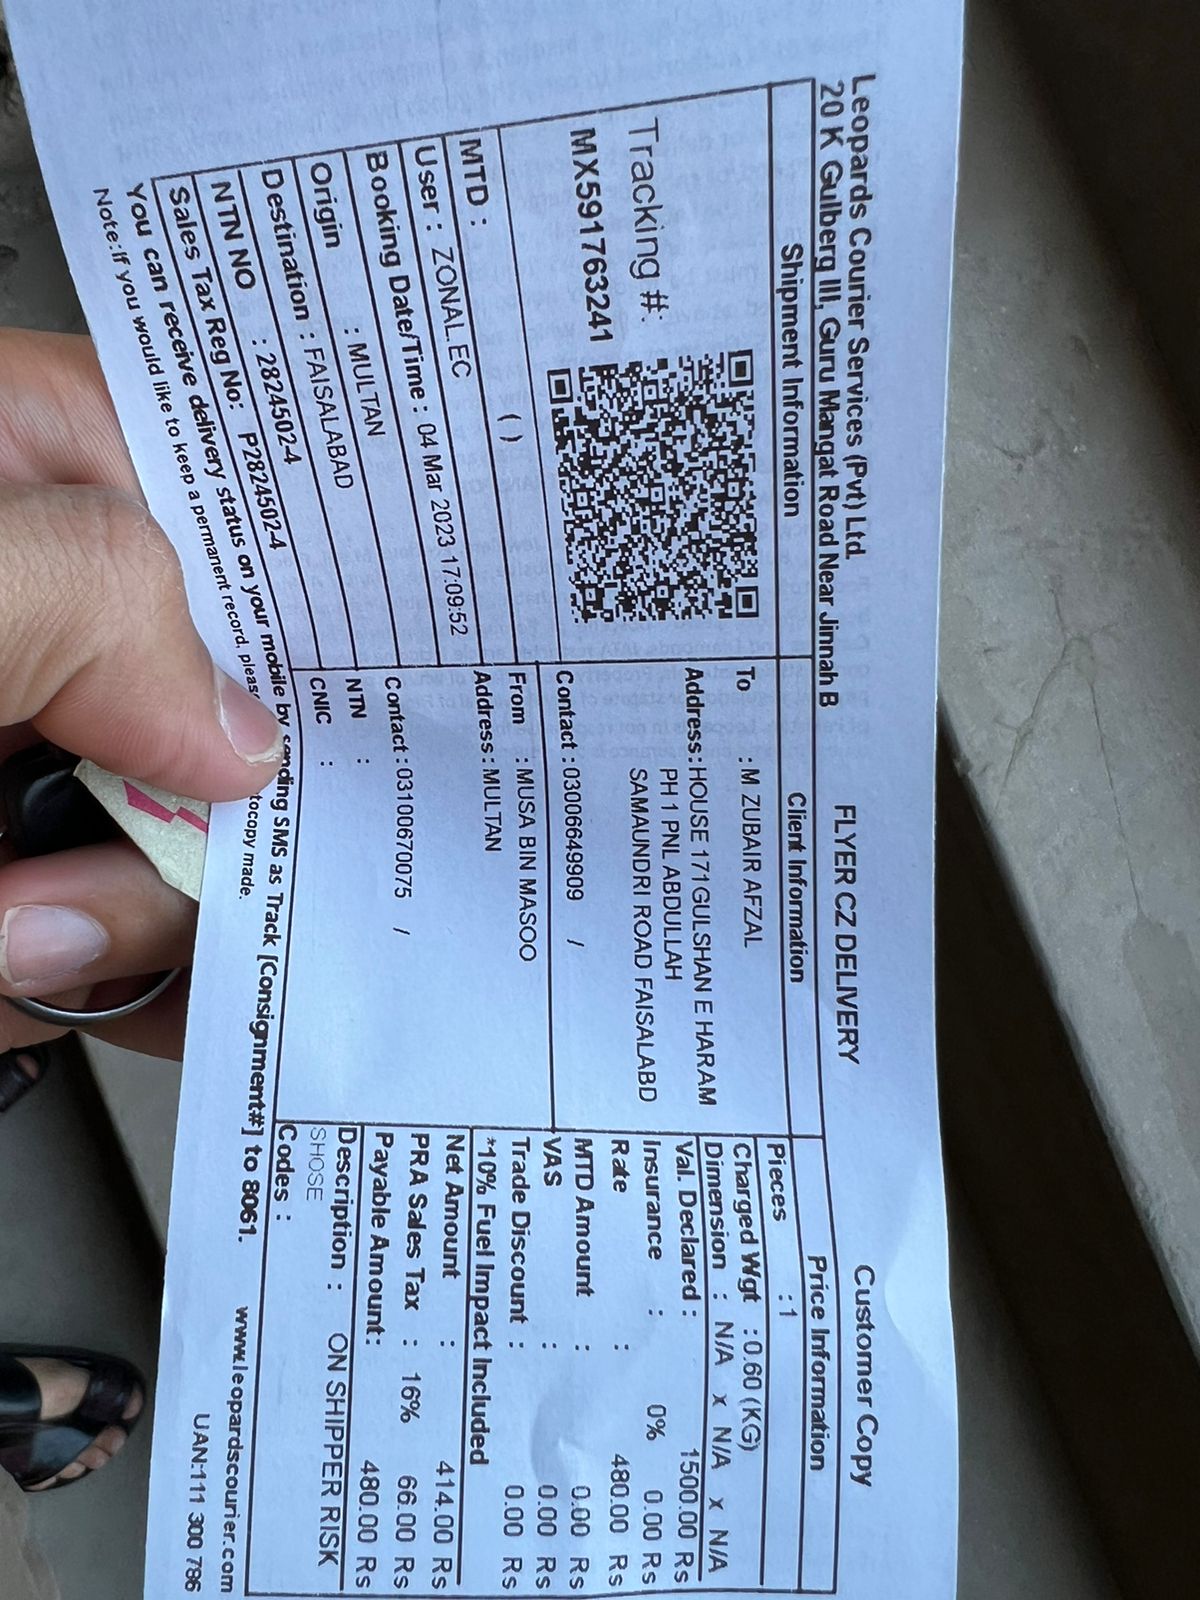 Leopards Courier Services (Pvt) Ltd.
20 K Gulberg III, Guru Mangat Road Near Jinnah B
FLYER CZ DELIVERY
Customer Copy
Shipment Information
Tracking #:
MX591763241
( )
MTD :
User : ZONAL.EC
Booking Date/Time : 04 Mar 2023 17:09:52
Origin : MULTAN
Destination : FAISALABAD
NTN NO : 2824502-4
Sales Tax Reg No: P2824502-4
Client Information
To : M ZUBAIR AFZAL
Address: HOUSE 171 GULSHAN E HARAM
PH 1 PNL ABDULLAH
SAMAUNDRI ROAD FAISALABD
Contact : 03006649909 /
From : MUSA BIN MASOO
Address: MULTAN
Contact : 03100670075 /
NTN :
CNIC :
Price Information
Pieces : 1
Charged Wgt : 0.60 (KG)
Dimension : N/A x N/A x N/A
Val. Declared : 1500.00 Rs
Insurance : 0% 0.00 Rs
Rate : 480.00 Rs
MTD Amount : 0.00 Rs
VAS : 0.00 Rs
Trade Discount : 0.00 Rs
*10% Fuel Impact Included
Net Amount : 414.00 Rs
PRA Sales Tax : 16% 66.00 Rs
Payable Amount: 480.00 Rs
Description : ON SHIPPER RISK
SHOSE
Codes :
You can receive delivery status on your mobile by sending SMS as Track [Consignment#] to 8061.
Note:If you would like to keep a permanent record, made.
www.leopardscourier.com
UAN:111 300 786